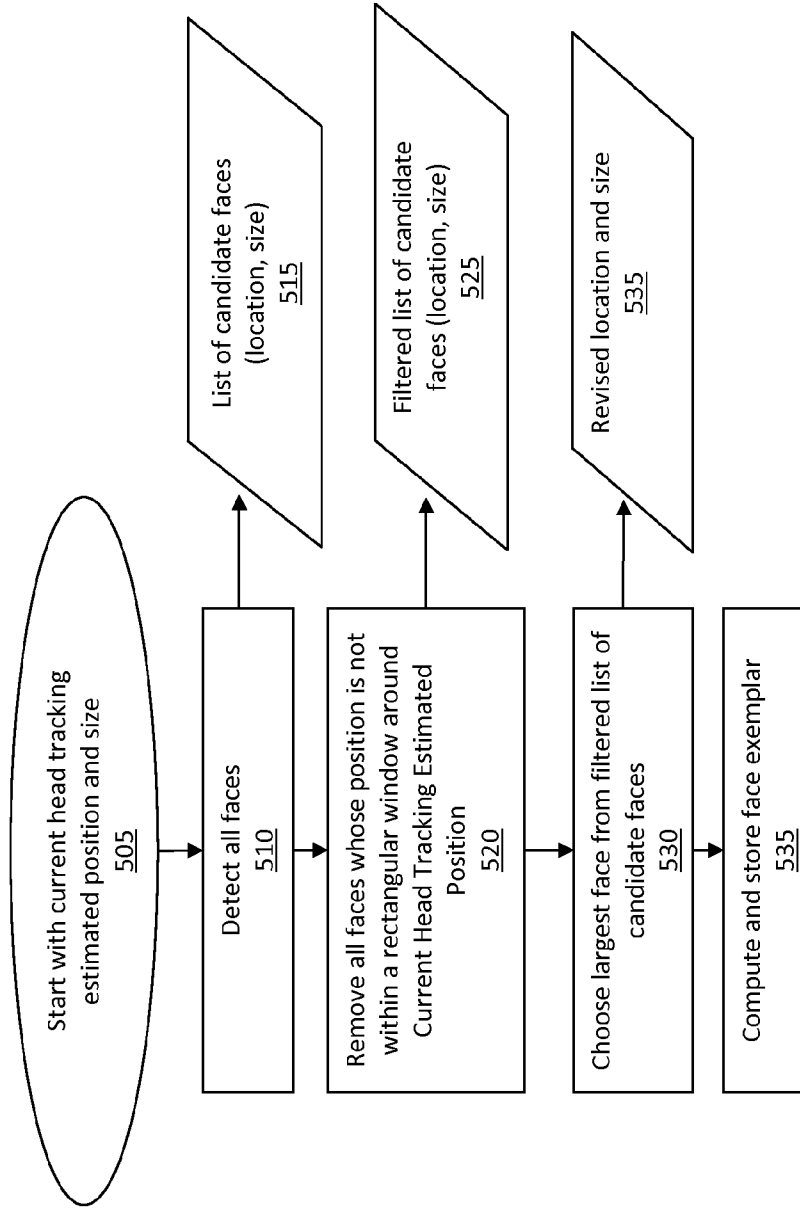 Start with current head tracking
estimated position and size
505
Detect all faces
510
List of candidate faces
(location, size)
515
Remove all faces whose position is not
within a rectangular window around
Current Head Tracking Estimated
Position
520
Filtered list of candidate
faces (location, size)
525
Choose largest face from filtered list of
candidate faces
530
Revised location and size
535
Compute and store face exemplar
535